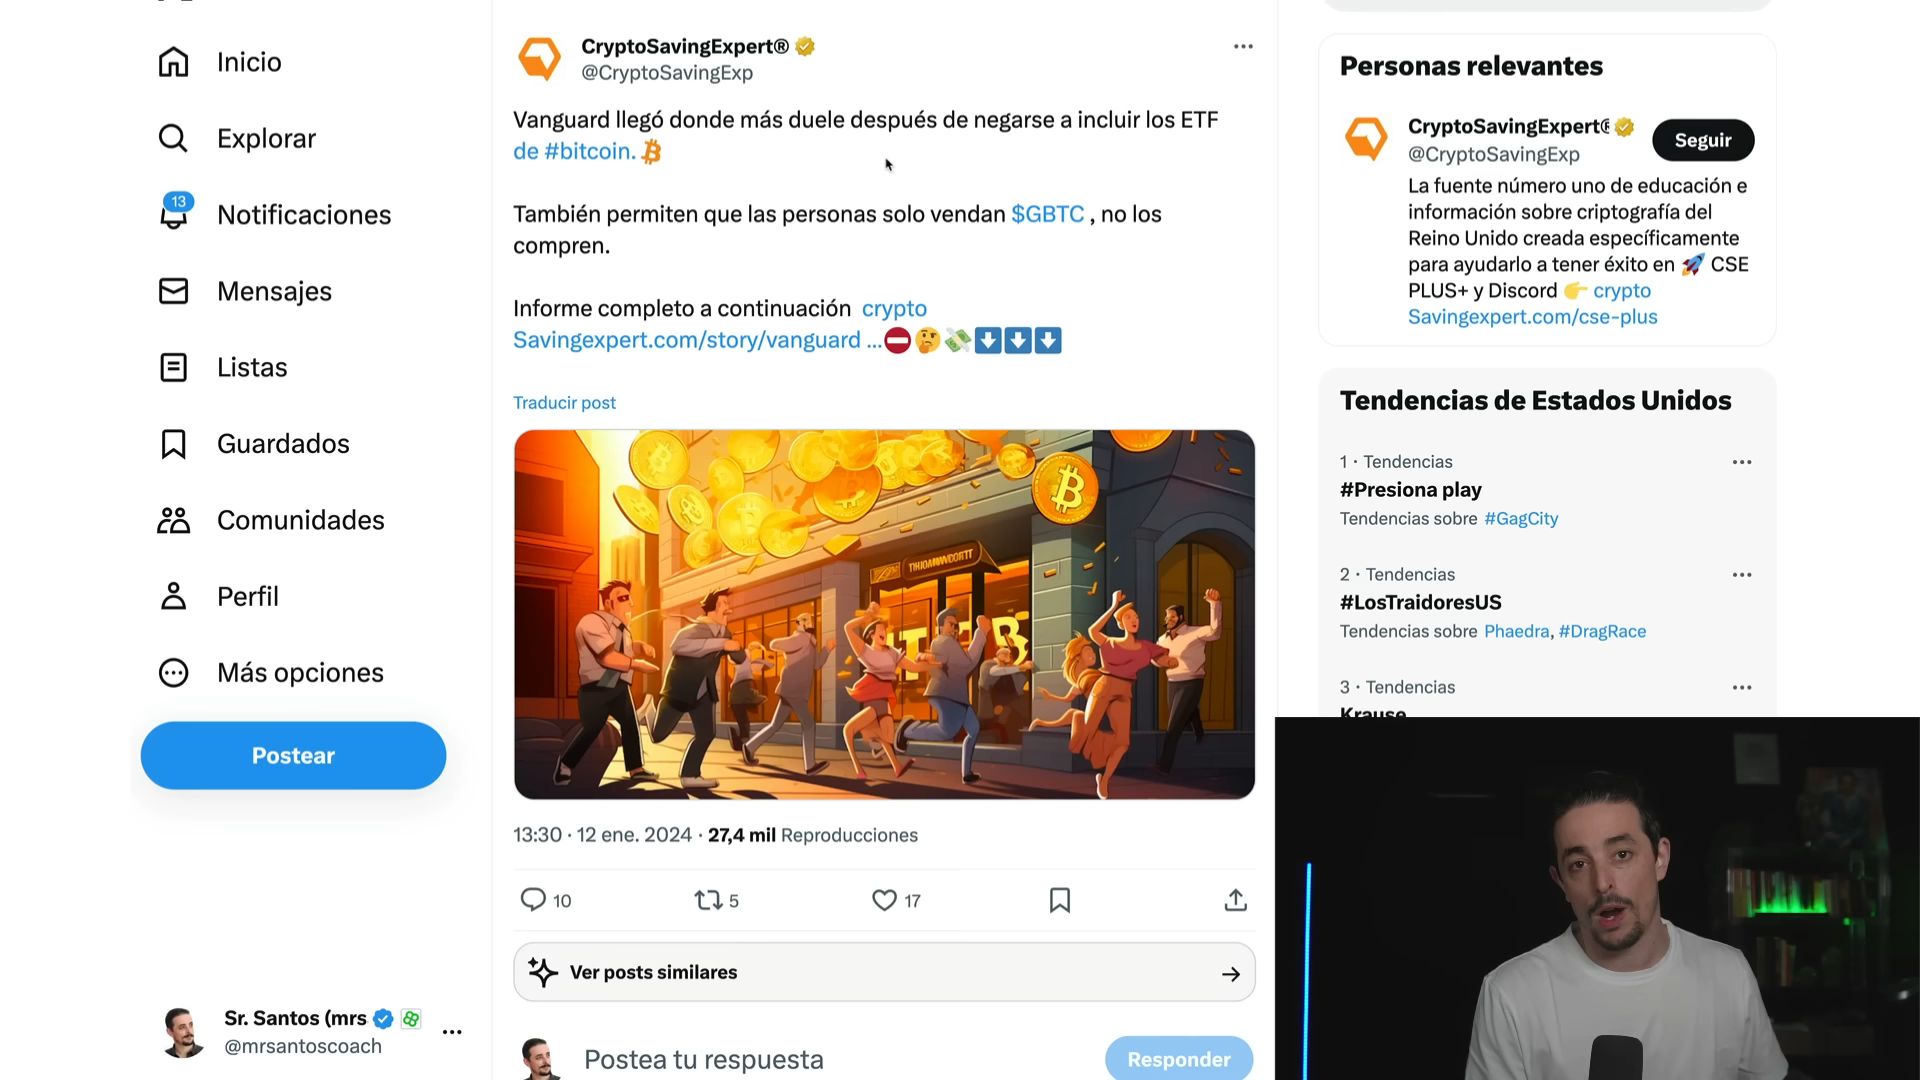 Inicio
Explorar
13
Notificaciones
Mensajes
Listas
Guardados
Comunidades
Perfil
Más opciones
Postear
Sr. Santos (mrs
@mrsantoscoach
CryptoSavingExpert®
@CryptoSavingExp
Vanguard llegó donde más duele después de negarse a incluir los ETF
de #bitcoin.
También permiten que las personas solo vendan $GBTC , no los
compren.
Informe completo a continuación crypto
Savingexpert.com/story/vanguard ...
Traducir post
13:30 · 12 ene. 2024 · 27,4 mil Reproducciones
10
5
17
Ver posts similares
Postea tu respuesta
Responder
Personas relevantes
CryptoSavingExpert®
@CryptoSavingExp
Seguir
La fuente número uno de educación e
información sobre criptografía del
Reino Unido creada específicamente
para ayudarlo a tener éxito en 🚀 CSE
PLUS+ y Discord 👉 crypto
Savingexpert.com/cse-plus
Tendencias de Estados Unidos
1 · Tendencias
#Presiona play
Tendencias sobre #GagCity
2 · Tendencias
#LosTraidoresUS
Tendencias sobre Phaedra, #DragRace
3 · Tendencias
Krause